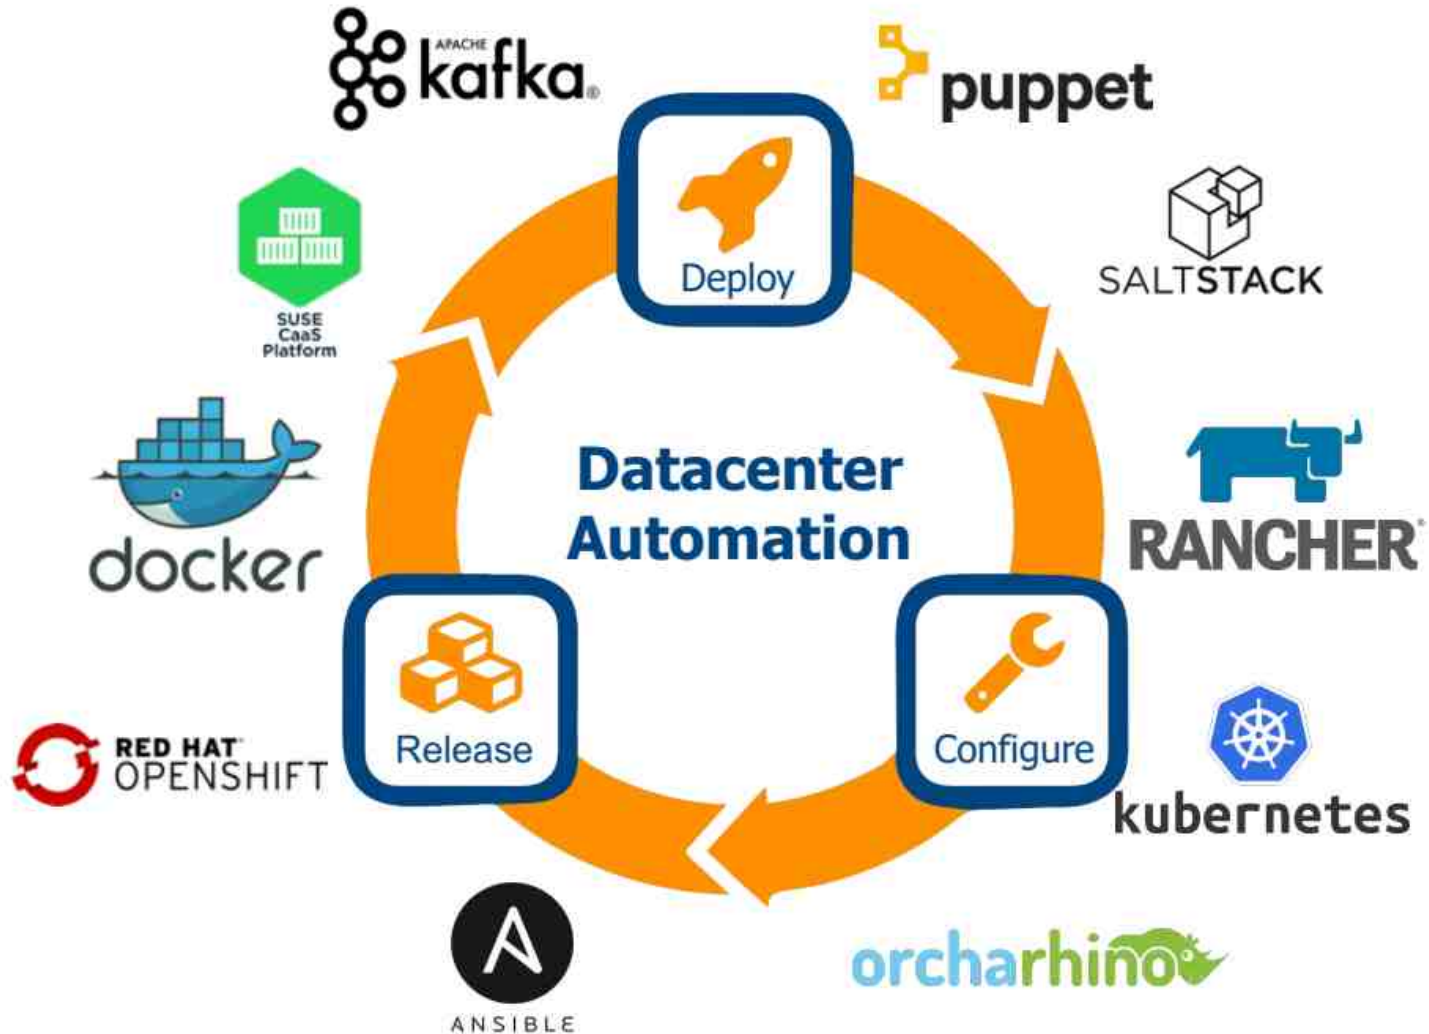 APACHE
kafka®
puppet
Deploy
SALTSTACK
SUSE
CaaS
Platform
docker
Datacenter
Automation
RANCHER®
Release
Configure
RED HAT®
OPENSHIFT
kubernetes
ANSIBLE
orcharhino